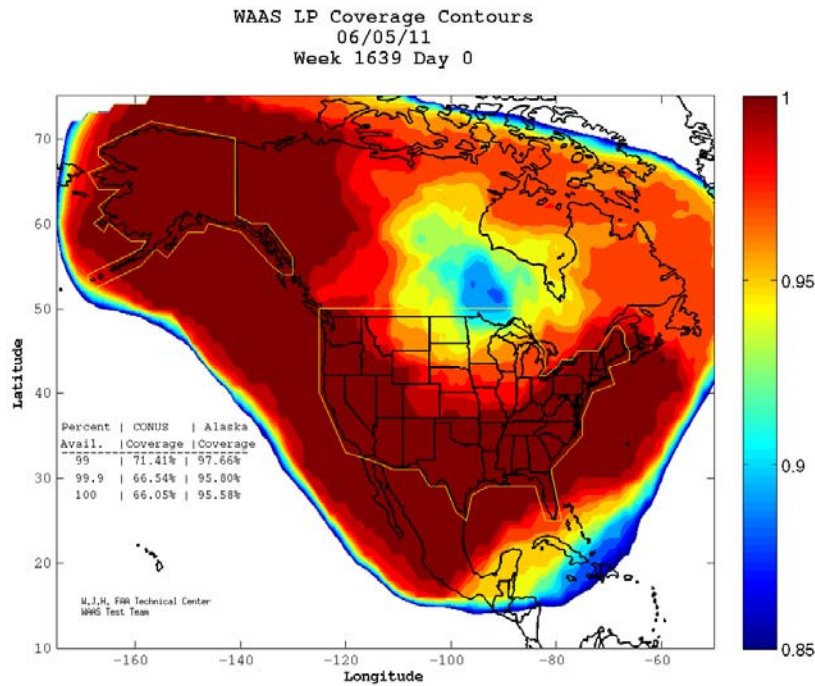 WAAS LP Coverage Contours
06/05/11
Week 1639 Day 0
70
60
50
40
30
20
10
Latitude
Percent | CONUS | Alaska
Avail. |Coverage |Coverage
99 | 71.41% | 97.66%
99.9 | 66.54% | 95.80%
100 | 66.05% | 95.58%
W.J.H. FAA Technical Center
WAAS Test Team
-160
-140
-120
-100
-80
-60
Longitude
1
0.95
0.9
0.85